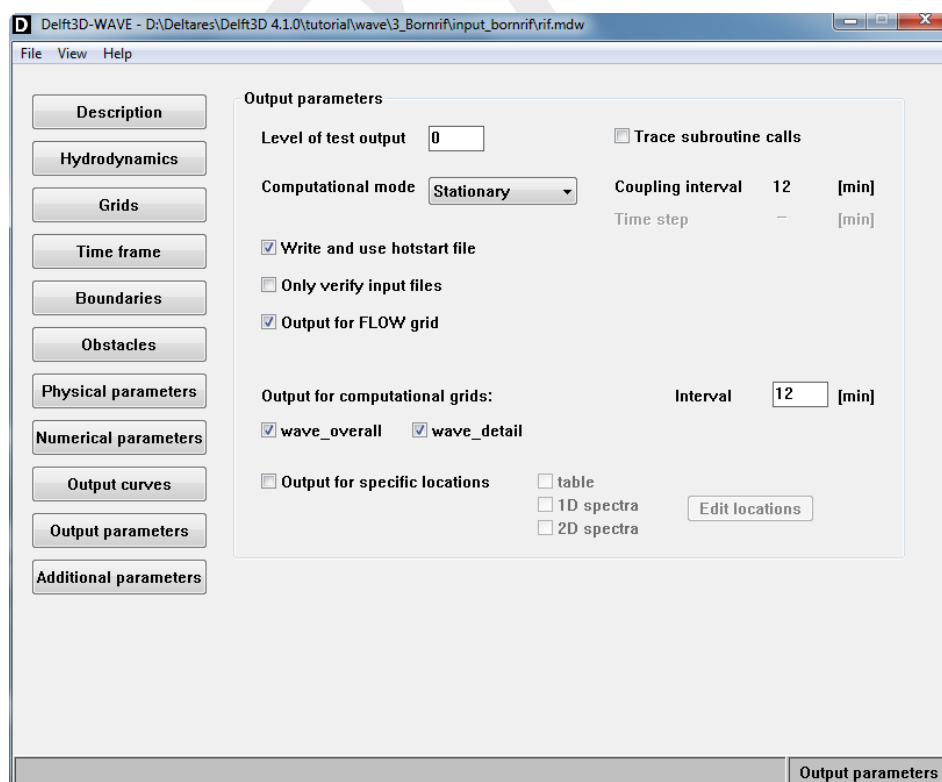 D Delft3D-WAVE - D:\Deltares\Delft3D 4.1.0\tutorial\wave\3_Bornrif\input_bornrif\rif.mdw
File View Help
Description
Hydrodynamics
Grids
Time frame
Boundaries
Obstacles
Physical parameters
Numerical parameters
Output curves
Output parameters
Additional parameters
Output parameters
Level of test output 0 Trace subroutine calls
Computational mode Stationary Coupling interval 12 [min]
Time step – [min]
Write and use hotstart file
Only verify input files
Output for FLOW grid
Output for computational grids: Interval 12 [min]
wave_overall wave_detail
Output for specific locations table
1D spectra Edit locations
2D spectra
Output parameters